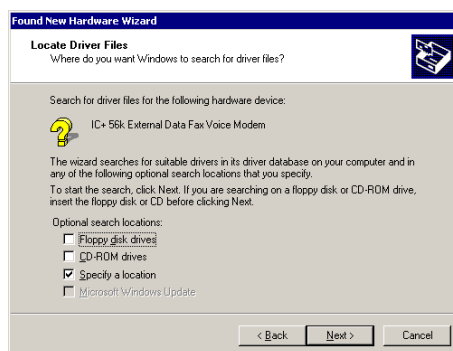 Found New Hardware Wizard
Locate Driver Files
Where do you want Windows to search for driver files?
Search for driver files for the following hardware device:
IC+ 56k External Data Fax Voice Modem
The wizard searches for suitable drivers in its driver database on your computer and in
any of the following optional search locations that you specify.
To start the search, click Next. If you are searching on a floppy disk or CD-ROM drive,
insert the floppy disk or CD before clicking Next.
Optional search locations:
Floppy disk drives
CD-ROM drives
Specify a location
Microsoft Windows Update
< Back Next > Cancel